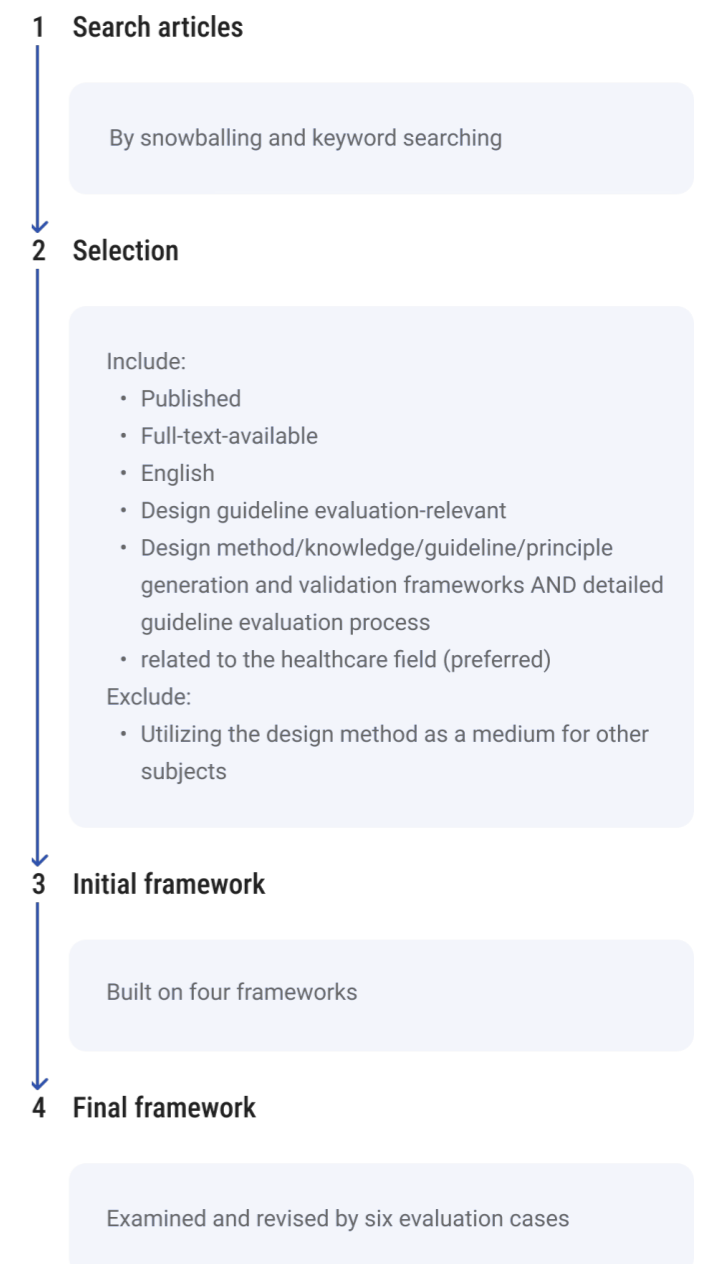 1 Search articles
By snowballing and keyword searching
2 Selection
Include:
• Published
• Full-text-available
• English
• Design guideline evaluation-relevant
• Design method/knowledge/guideline/principle
generation and validation frameworks AND detailed
guideline evaluation process
• related to the healthcare field (preferred)
Exclude:
• Utilizing the design method as a medium for other
subjects
3 Initial framework
Built on four frameworks
4 Final framework
Examined and revised by six evaluation cases